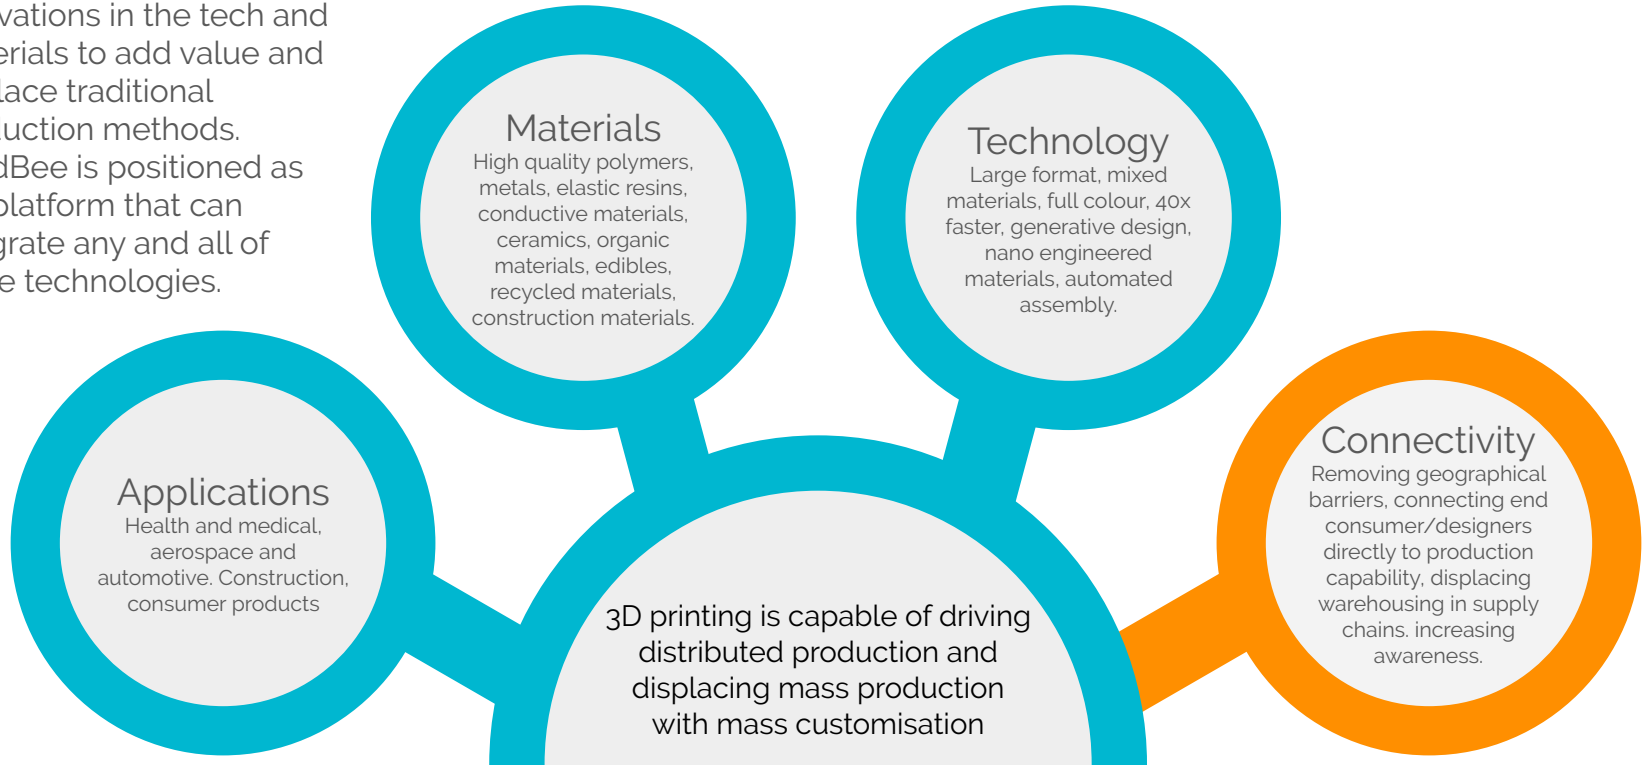 vations in the tech and
erials to add value and
lace traditional
duction methods.
dBee is positioned as
platform that can
grate any and all of
e technologies.
Materials
High quality polymers,
metals, elastic resins,
conductive materials,
ceramics, organic
materials, edibles,
recycled materials,
construction materials.
Technology
Large format, mixed
materials, full colour, 40x
faster, generative design,
nano engineered
materials, automated
assembly.
Applications
Health and medical,
aerospace and
automotive. Construction,
consumer products
Connectivity
Removing geographical
barriers, connecting end
consumer/designers
directly to production
capability, displacing
warehousing in supply
chains. increasing
awareness.
3D printing is capable of driving
distributed production and
displacing mass production
with mass customisation